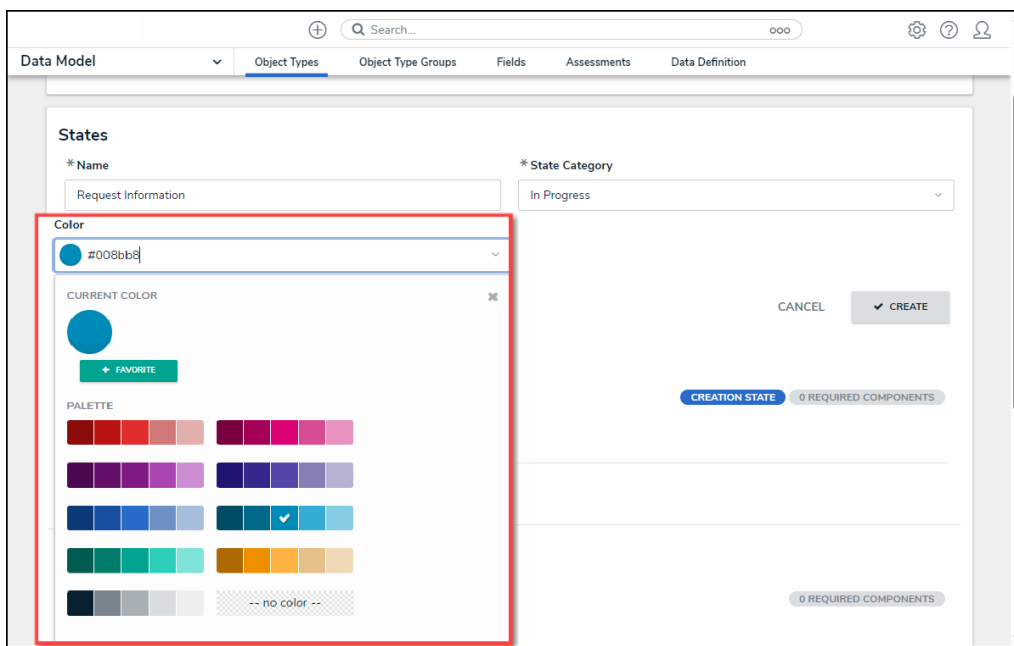 Search...
Data Model
Object Types
Object Type Groups
Fields
Assessments
Data Definition
States
* Name
* State Category
Request Information
In Progress
Color
#008bb8
CURRENT COLOR
CANCEL
CREATE
+ FAVORITE
CREATION STATE
0 REQUIRED COMPONENTS
PALETTE
-- no color --
0 REQUIRED COMPONENTS